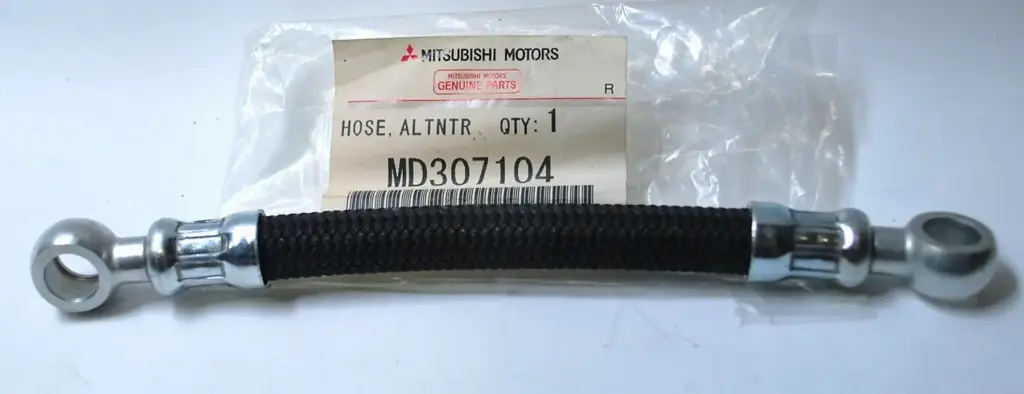 MITSUBISHI MOTORS
MITSUBISHI MOTORS
GENUINE PARTS
R
HOSE, ALTNTR QTY: 1
MD307104